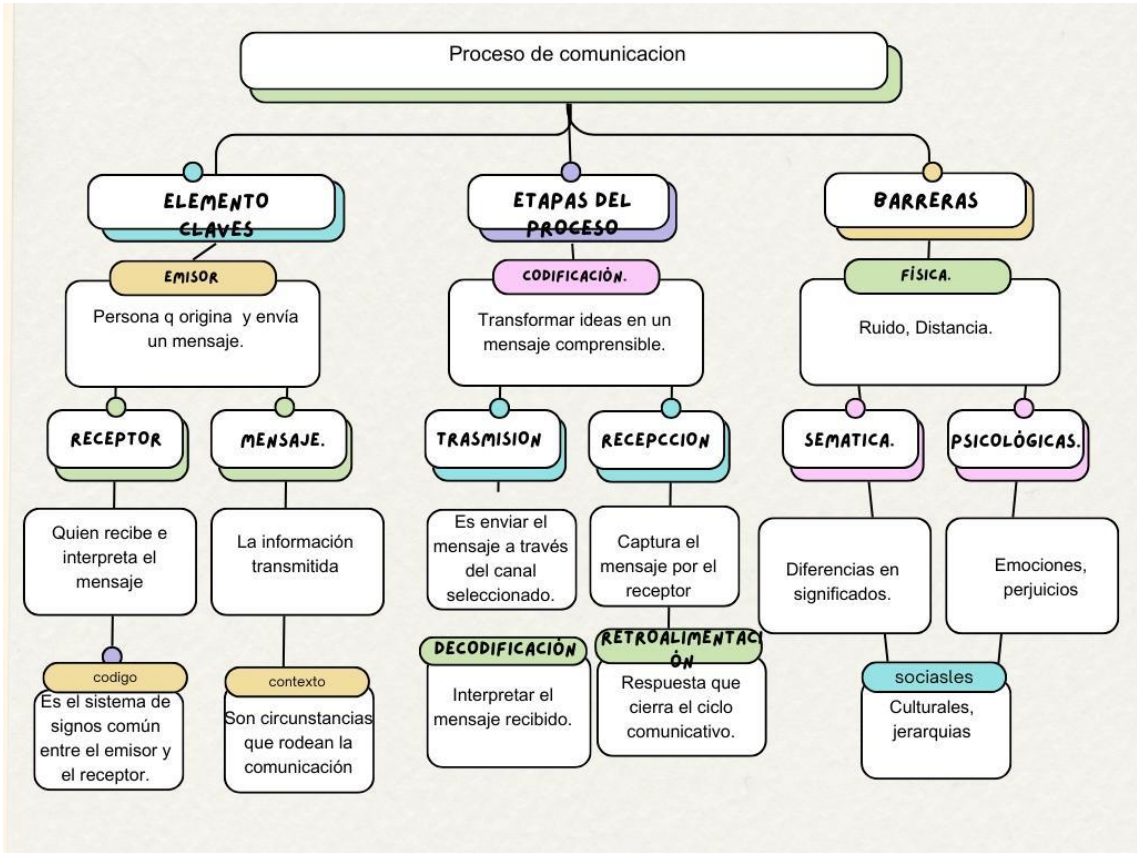 Proceso de comunicacion
ELEMENTO
CLAVES
EMISOR
Persona q origina y envía
un mensaje.
RECEPTOR
Quien recibe e
interpreta el
mensaje
MENSAJE.
La información
transmitida
codigo
Es el sistema de
signos común
entre el emisor y
el receptor.
contexto
Son circunstancias
que rodean la
comunicación
ETAPAS DEL
PROCESO
CODIFICACIÓN.
Transformar ideas en un
mensaje comprensible.
TRASMISION
Es enviar el
mensaje a través
del canal
seleccionado.
RECEPCCION
Captura el
mensaje por el
receptor
DECODIFICACIÓN
Interpretar el
mensaje recibido.
RETROALIMENTACI
ÓN
Respuesta que
cierra el ciclo
comunicativo.
BARRERAS
FÍSICA.
Ruido, Distancia.
SEMATICA.
Diferencias en
significados.
PSICOLÓGICAS.
Emociones,
perjuicios
sociasles
Culturales,
jerarquias